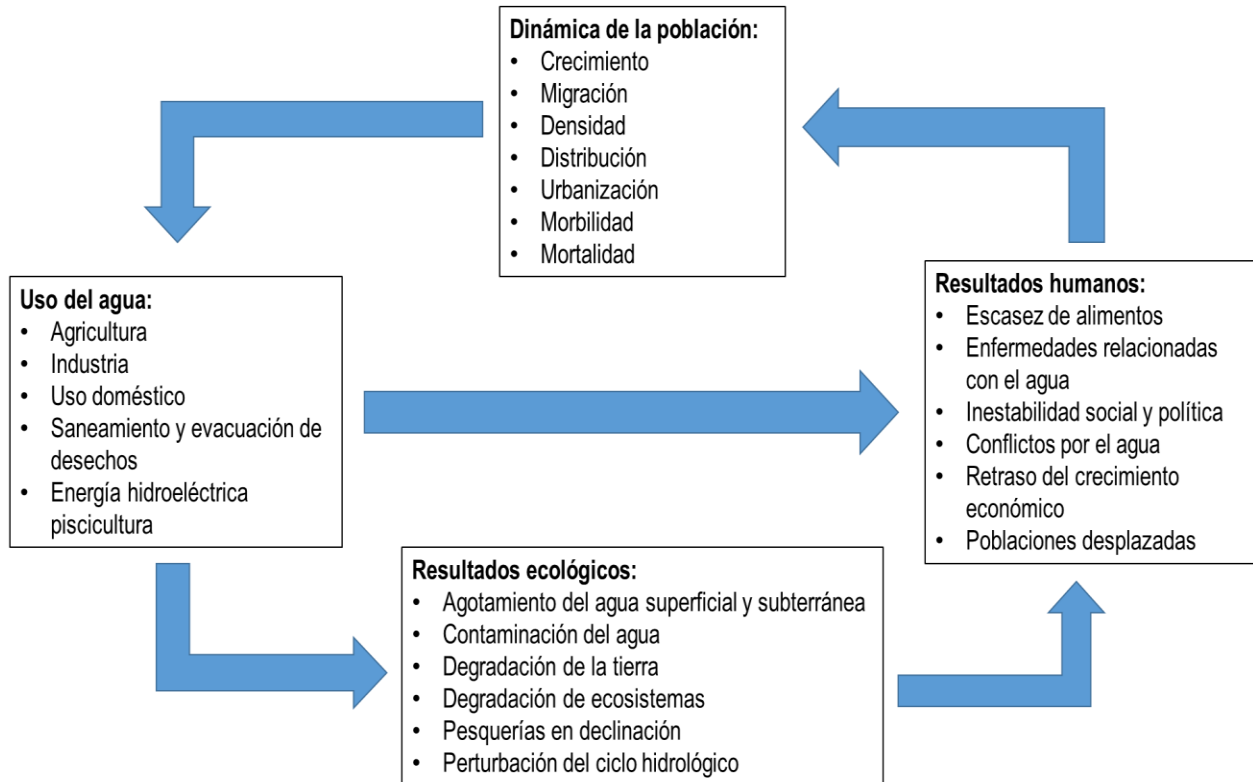 Dinámica de la población:
• Crecimiento
• Migración
• Densidad
• Distribución
• Urbanización
• Morbilidad
• Mortalidad
Uso del agua:
• Agricultura
• Industria
• Uso doméstico
• Saneamiento y evacuación de
desechos
• Energía hidroeléctrica
piscicultura
Resultados humanos:
• Escasez de alimentos
• Enfermedades relacionadas
con el agua
• Inestabilidad social y política
• Conflictos por el agua
• Retraso del crecimiento
económico
• Poblaciones desplazadas
Resultados ecológicos:
• Agotamiento del agua superficial y subterránea
• Contaminación del agua
• Degradación de la tierra
• Degradación de ecosistemas
• Pesquerías en declinación
• Perturbación del ciclo hidrológico